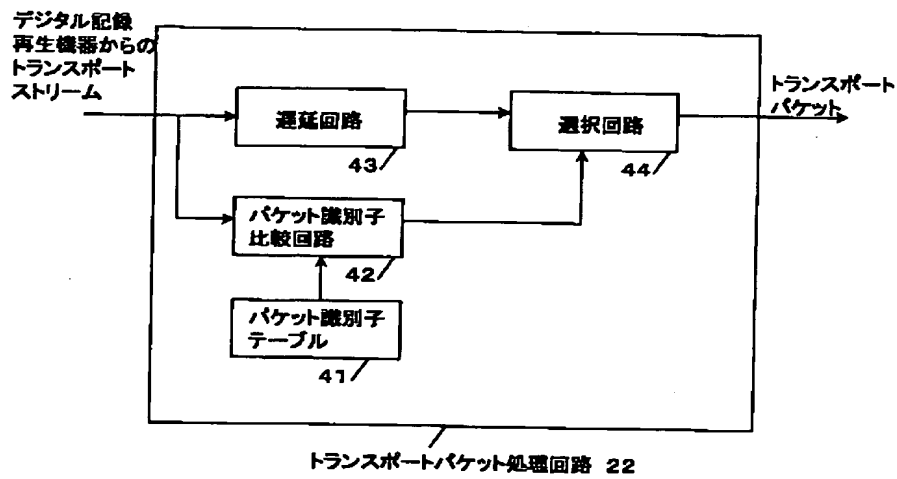 デジタル記録
再生機器からの
トランスポート
ストリーム
遅延回路
43
選択回路
44
トランスポート
パケット
パケット識別子
比較回路
42
パケット識別子
テーブル
41
トランスポートパケット処理回路 22